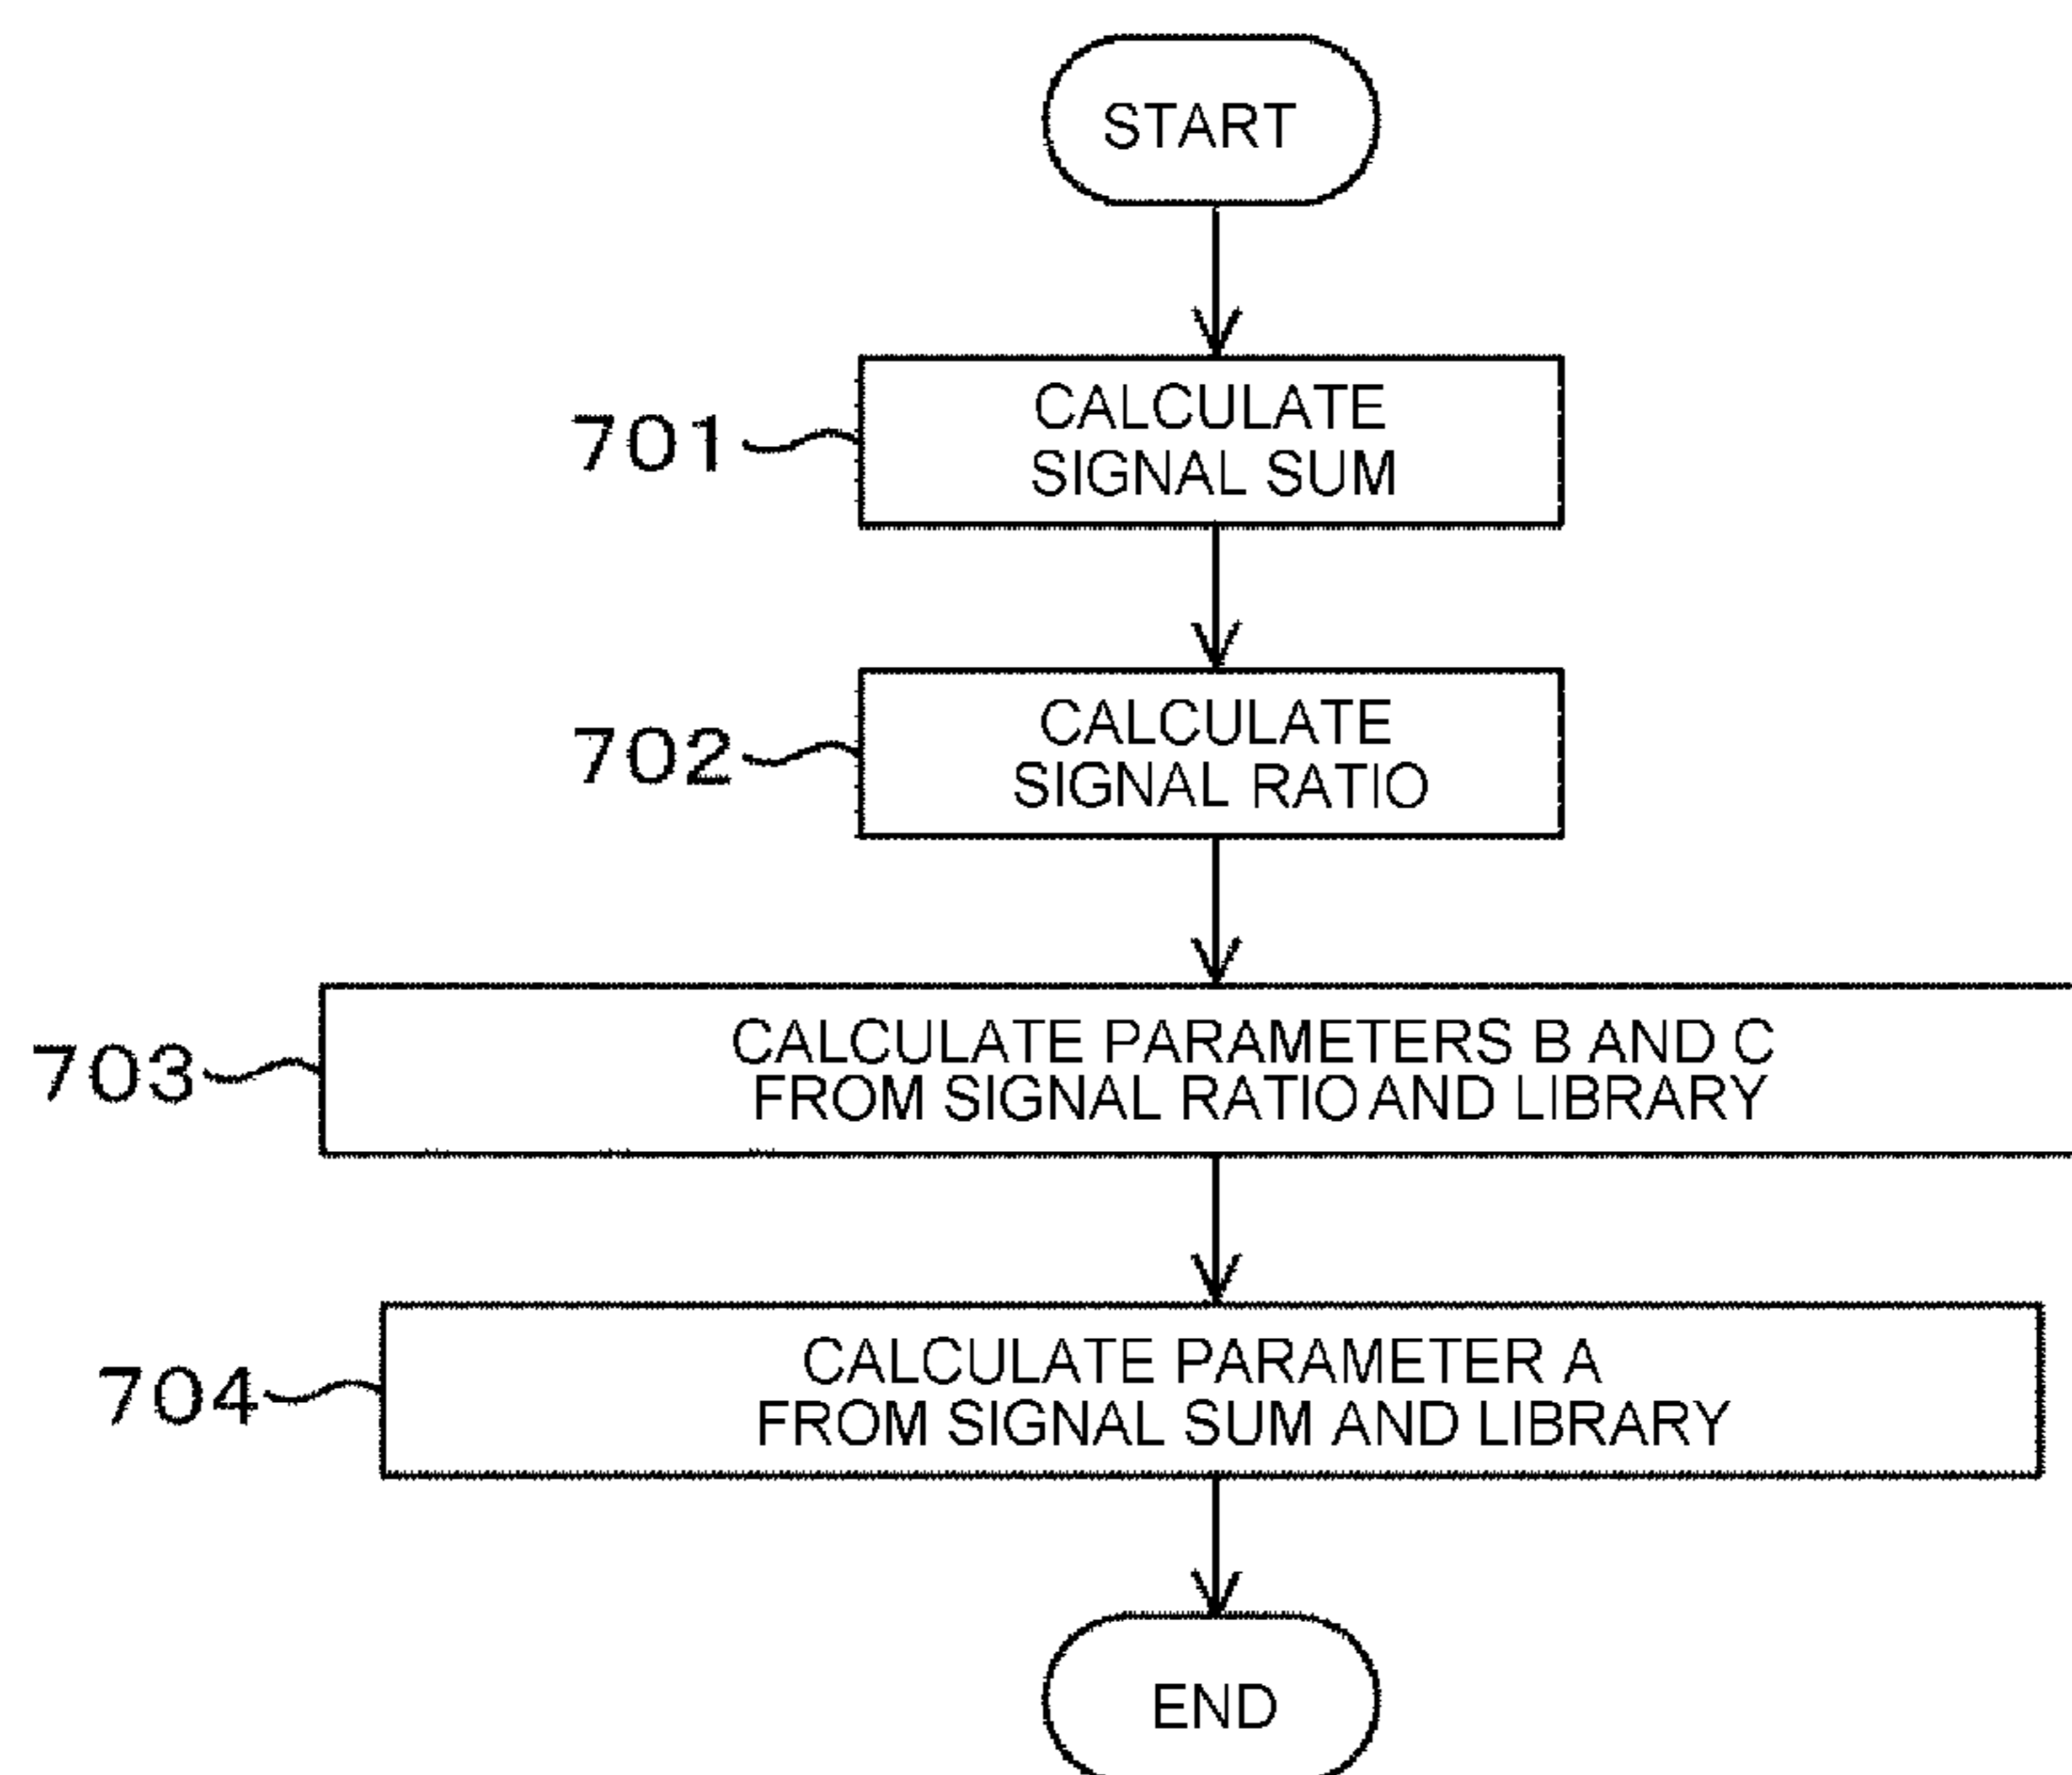 START
701
CALCULATE
SIGNAL SUM
702
CALCULATE
SIGNAL RATIO
703
CALCULATE PARAMETERS B AND C
FROM SIGNAL RATIO AND LIBRARY
704
CALCULATE PARAMETER A
FROM SIGNAL SUM AND LIBRARY
END